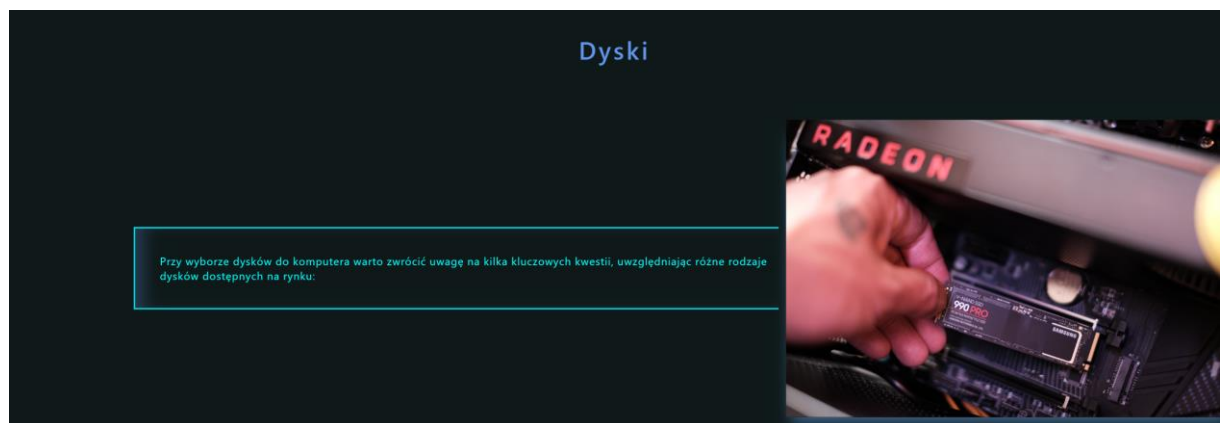 Dyski
Przy wyborze dysków do komputera warto zwrócić uwagę na kilka kluczowych kwestii, uwzględniając różne rodzaje
dysków dostępnych na rynku:
RADEON
990 PRO
SAMSUNG